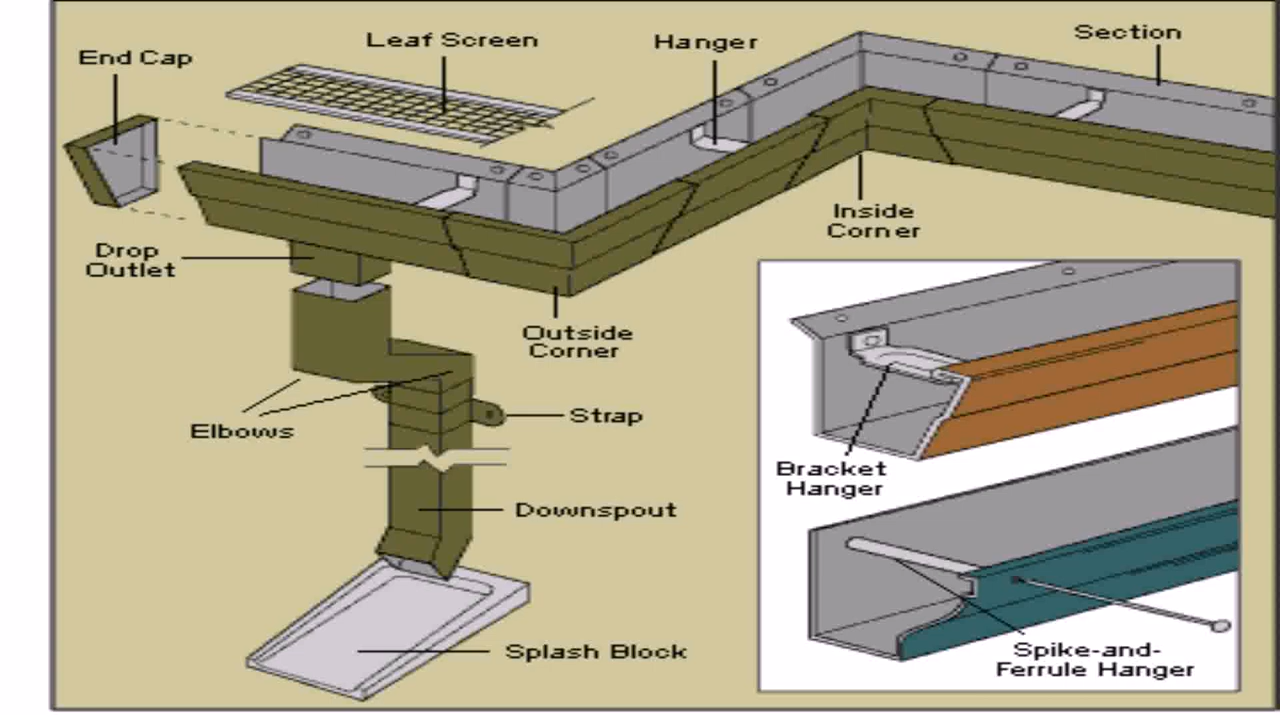 End Cap
Leaf Screen
Hanger
Section
Drop
Outlet
Inside
Corner
Outside
Corner
Elbows
Strap
Downspout
Splash Block
Bracket
Hanger
Spike-and-
Ferrule Hanger